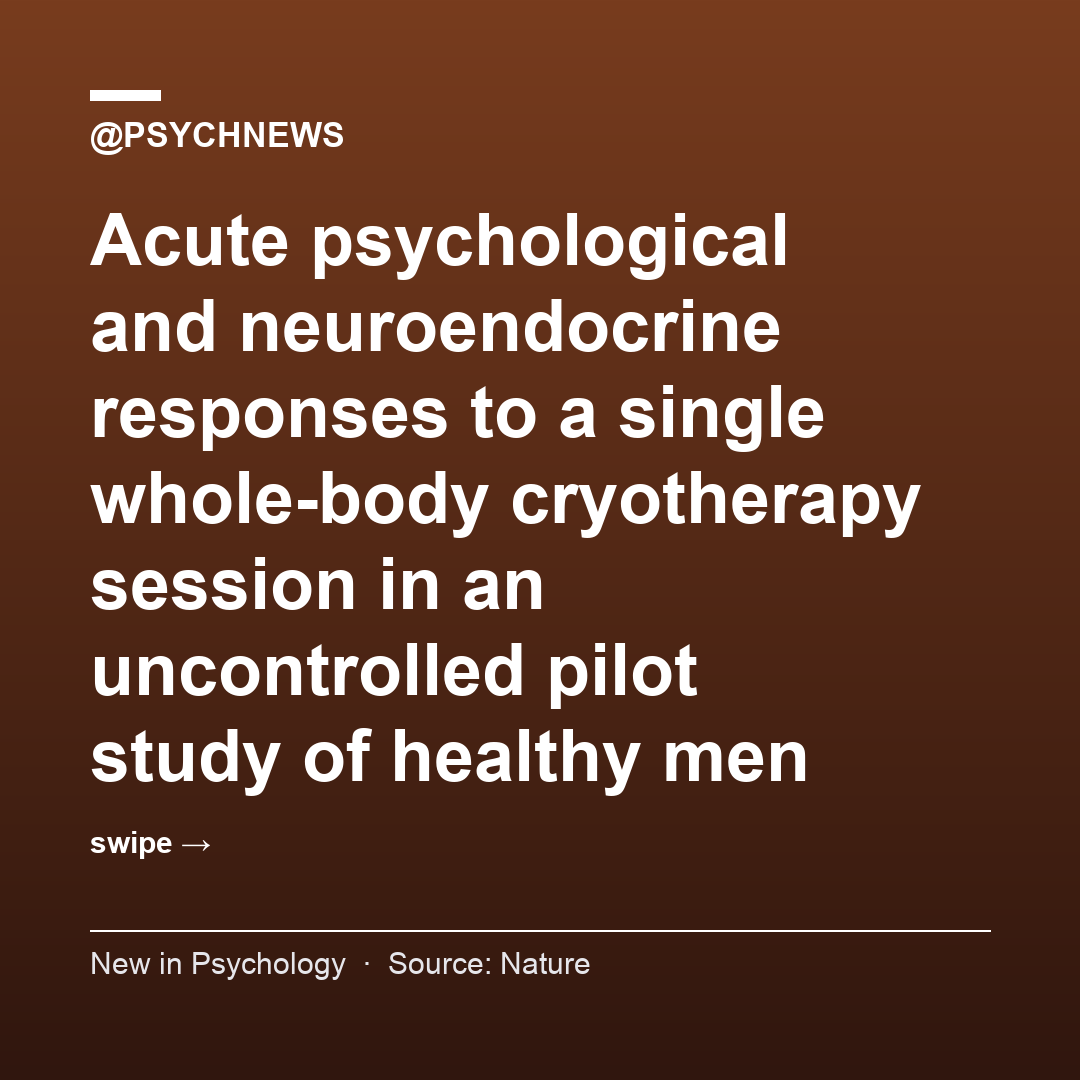 @PSYCHNEWS
Acute psychological
and neuroendocrine
responses to a single
whole-body cryotherapy
session in an
uncontrolled pilot
study of healthy men
swipe →
New in Psychology · Source: Nature